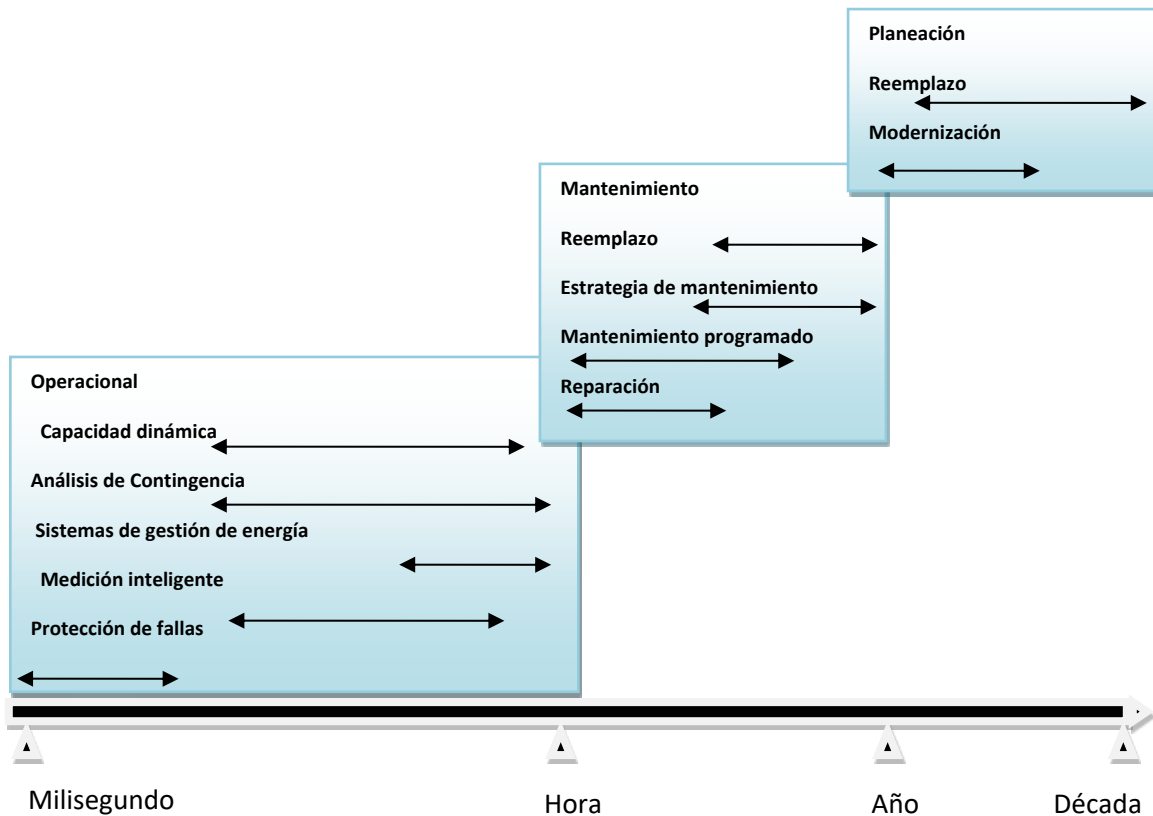 Planeación
Reemplazo
Modernización
Mantenimiento
Reemplazo
Estrategia de mantenimiento
Mantenimiento programado
Reparación
Operacional
Capacidad dinámica
Análisis de Contingencia
Sistemas de gestión de energía
Medición inteligente
Protección de fallas
Milisegundo Hora Año Década